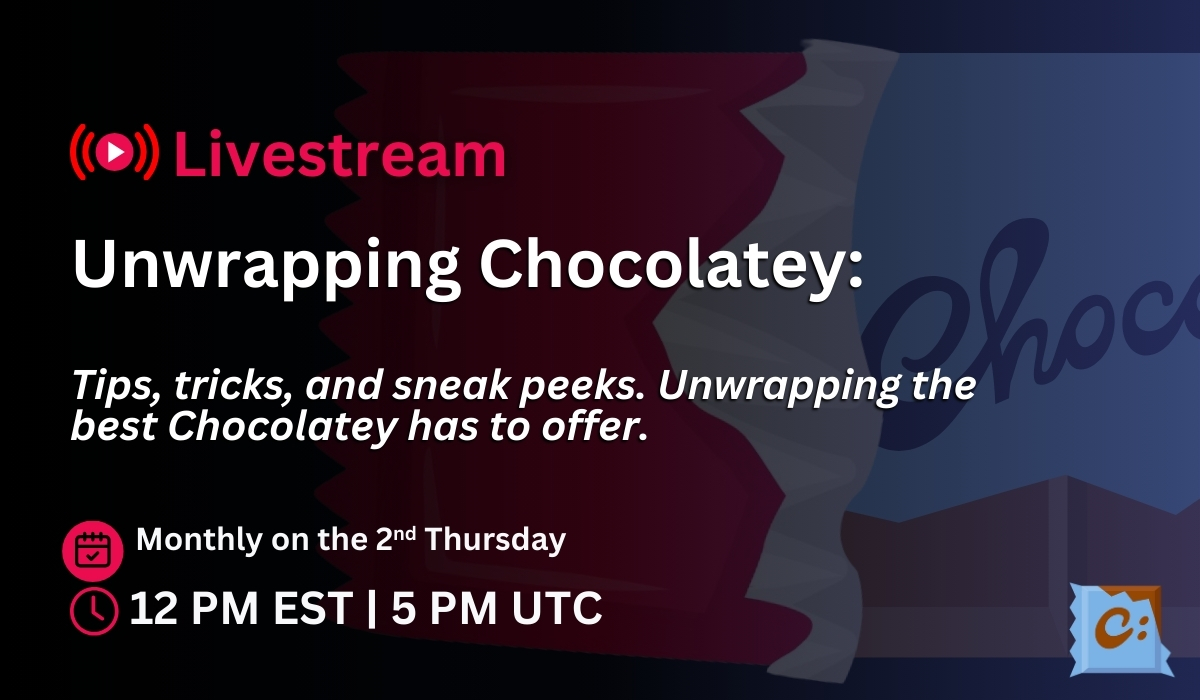 Livestream
Unwrapping Chocolatey:
Tips, tricks, and sneak peeks. Unwrapping the
best Chocolatey has to offer.
Monthly on the 2nd Thursday
12 PM EST | 5 PM UTC
Choco
C: